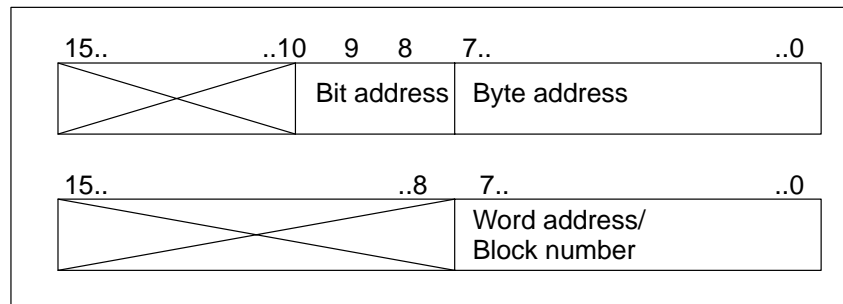 15.. ..10 9 8 7.. ..0
Bit address Byte address
15.. ..8 7.. ..0
Word address/
Block number